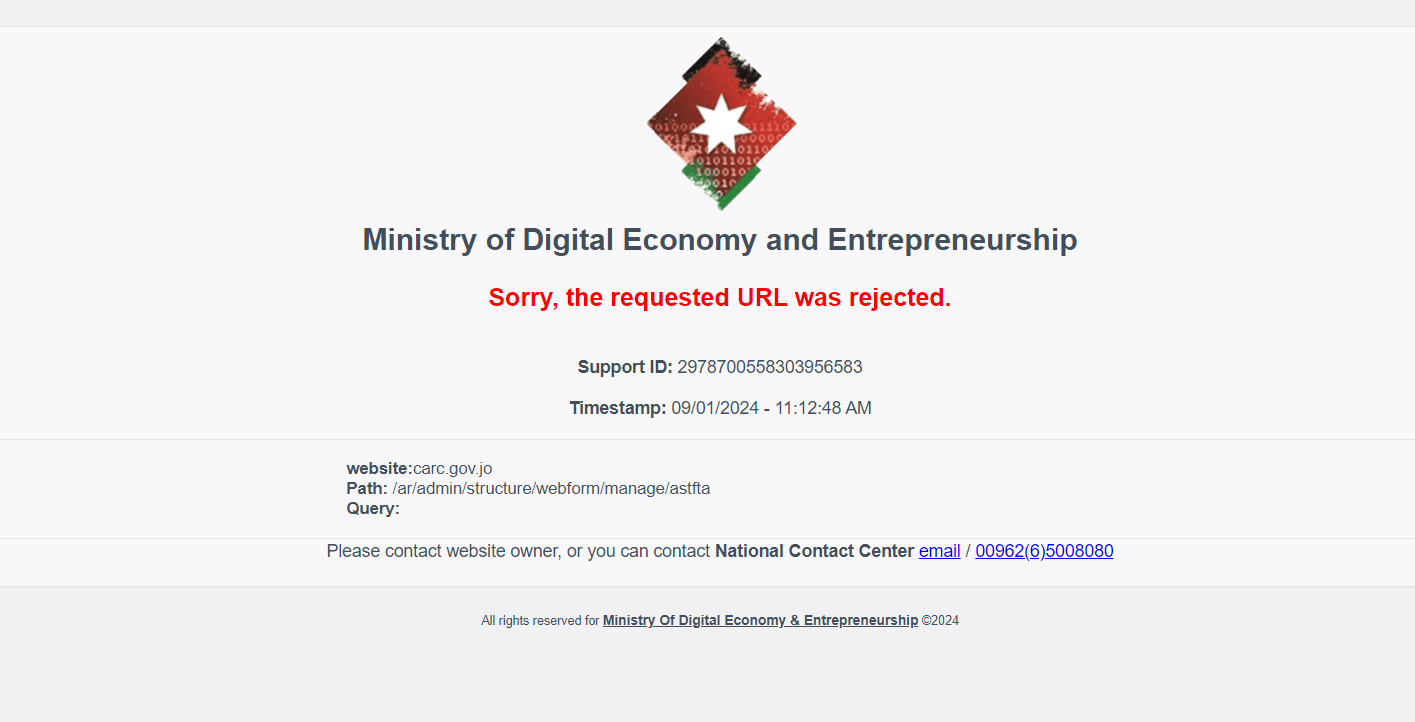 Ministry of Digital Economy and Entrepreneurship
Sorry, the requested URL was rejected.
Support ID: 2978700558303956583
Timestamp: 09/01/2024 - 11:12:48 AM
website:carc.gov.jo
Path: /ar/admin/structure/webform/manage/astfta
Query:
Please contact website owner, or you can contact National Contact Center email / 00962(6)5008080
All rights reserved for Ministry Of Digital Economy & Entrepreneurship ©2024